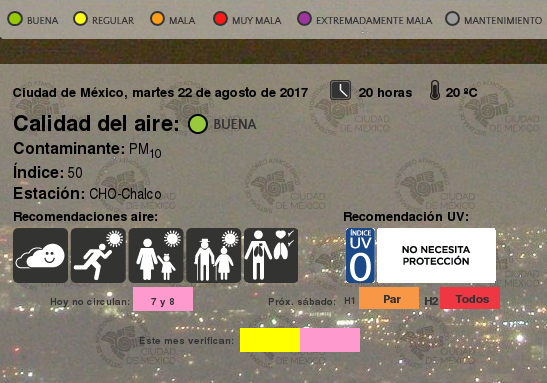 BUENA REGULAR MALA MUY MALA EXTREMADAMENTE MALA MANTENIMIENTO
Ciudad de México, martes 22 de agosto de 2017 20 horas 20 ºC
Calidad del aire: BUENA
Contaminante: PM10
Índice: 50
Estación: CHO-Chalco
Recomendaciones aire: Recomendación UV:
ÍNDICE
UV
0
NO NECESITA
PROTECCIÓN
Hoy no circulan: 7 y 8 Próx. sábado: H1 Par H2 Todos
Este mes verifican:
CIUDAD
DE MÉXICO